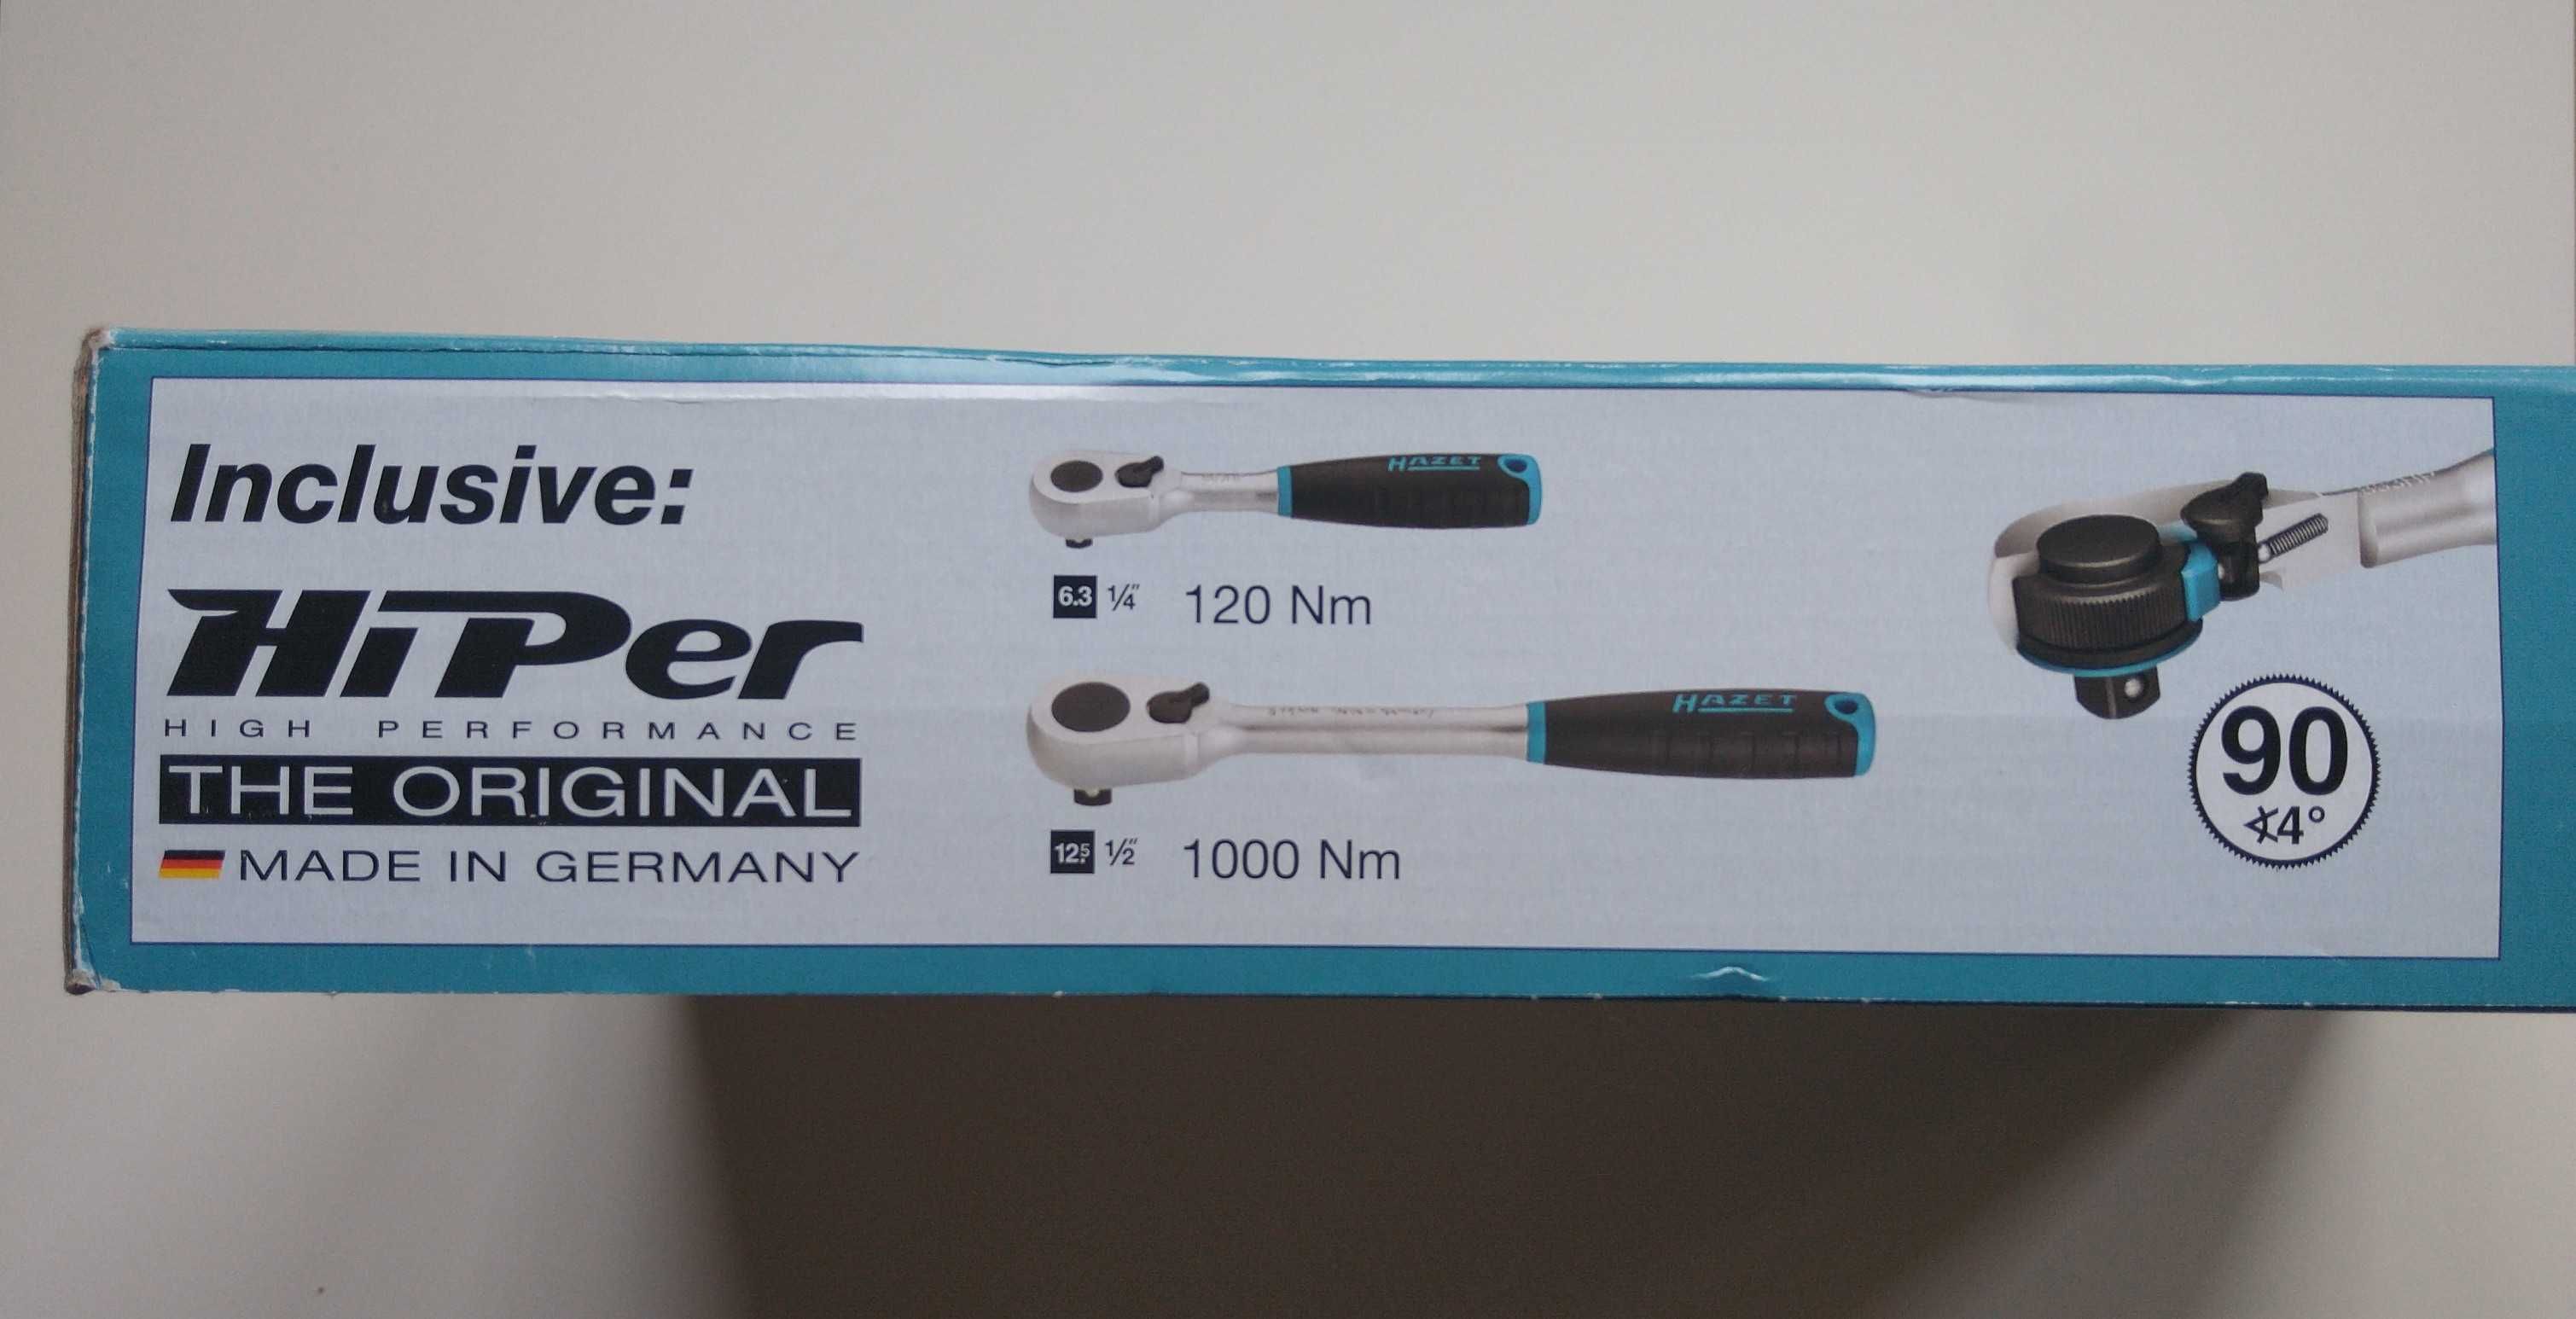 Inclusive:
HiPer
HIGH PERFORMANCE
THE ORIGINAL
MADE IN GERMANY
HAZET
6.3 1/4" 120 Nm
HAZET
12,5 1/2" 1000 Nm
90
∢4°